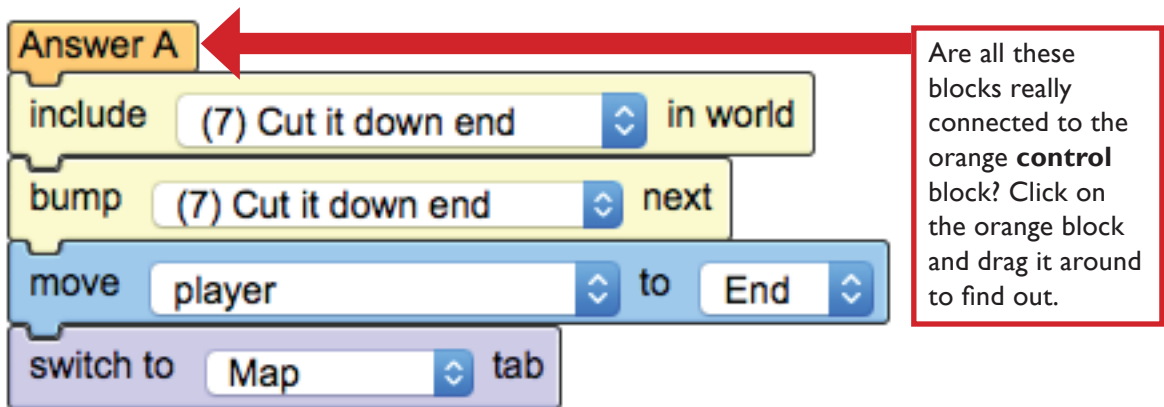 Answer A
include (7) Cut it down end in world
bump (7) Cut it down end next
move player to End
switch to Map tab
Are all these
blocks really
connected to the
orange control
block? Click on
the orange block
and drag it around
to find out.